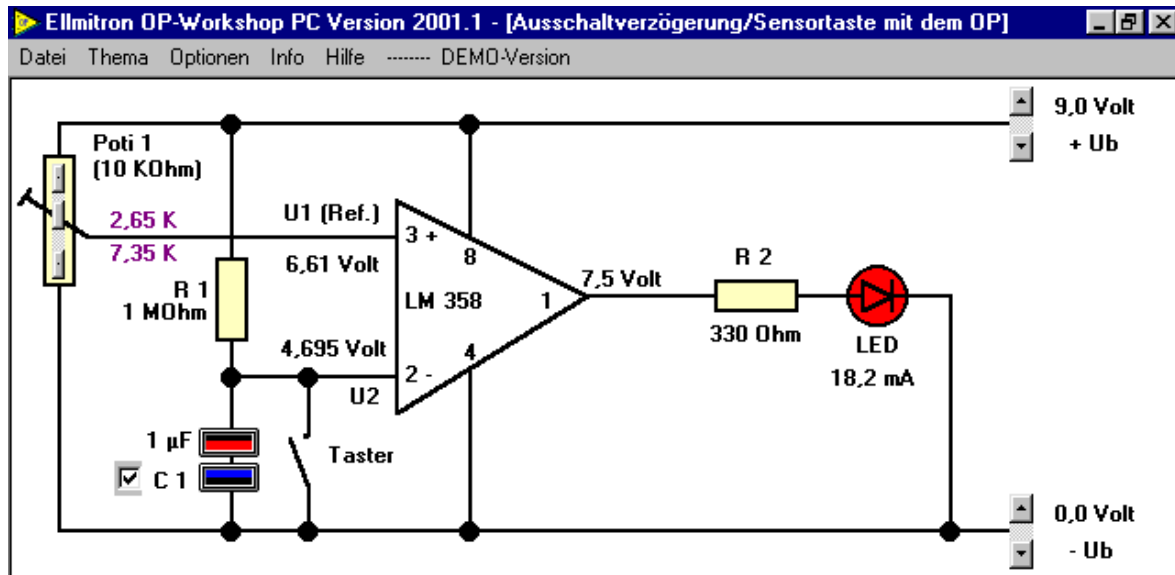 Ellmitron OP-Workshop PC Version 2001.1 - [Ausschaltverzögerung/Sensortaste mit dem OP]
Datei Thema Optionen Info Hilfe -------- DEMO-Version
9,0 Volt
+ Ub
Poti 1
(10 KOhm)
2,65 K
7,35 K
U1 (Ref.)
6,61 Volt
3 +
8
R 1
1 MOhm
LM 358
1
7,5 Volt
R 2
330 Ohm
LED
18,2 mA
4,695 Volt
2 -
4
U2
1 µF
C 1
Taster
0,0 Volt
- Ub